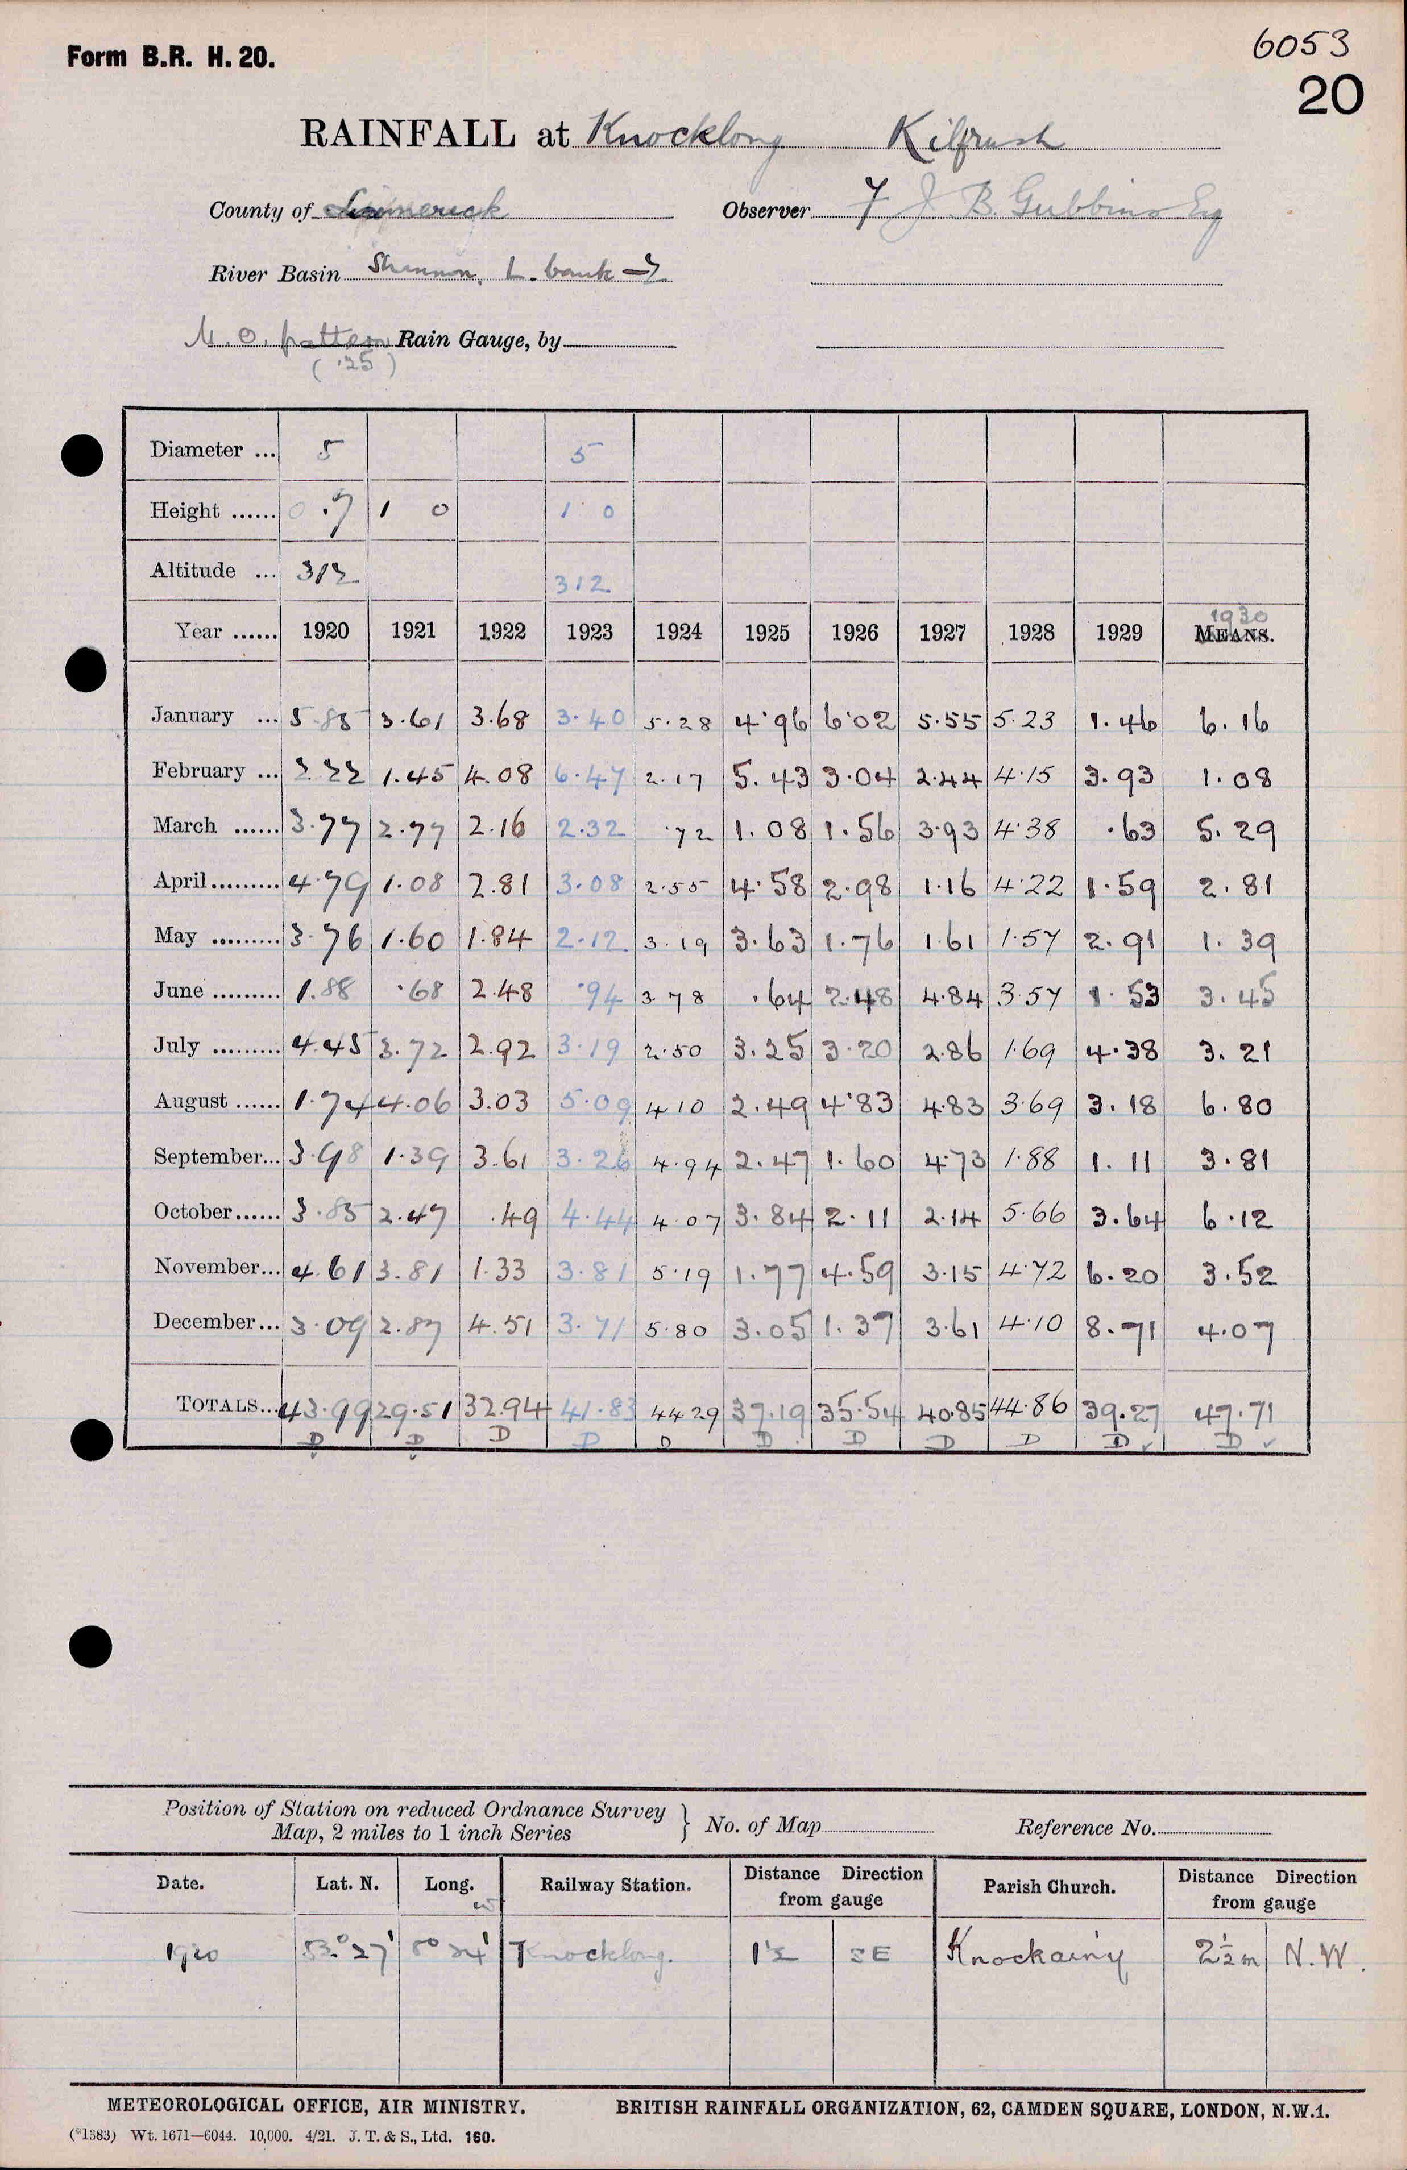 Form B.R. H. 20.
6053
20
RAINFALL at Knocklong Kilfrush
County of Limerick Observer J. B. Gubbins Esq
River Basin Shannon, L. bank
M.O. pattern Rain Gauge, by
(.25)
Diameter ... 5 5
Height ...... 0 .7 1 0 1 0
Altitude ... 312 312
1930
Year ...... 1920 1921 1922 1923 1924 1925 1926 1927 1928 1929 MEANS.
January ... 5.85 3.61 3.68 3.40 5.28 4.96 6.02 5.55 5.23 1.46 6.16
February ... 2.22 1.45 4.08 6.47 2.17 5.43 3.04 2.44 4.15 3.93 1.08
March ...... 3.77 2.77 2.16 2.32 .72 1.08 1.56 3.93 4.38 .63 5.29
April ......... 4.79 1.08 2.81 3.08 2.55 4.58 2.98 1.16 4.22 1.59 2.81
May ......... 3.76 1.60 1.84 2.12 3.19 3.63 1.76 1.61 1.57 2.91 1.39
June ......... 1.88 .68 2.48 .94 3.78 .64 2.48 4.84 3.57 1.53 3.45
July ......... 4.45 3.72 2.92 3.19 2.50 3.25 3.20 2.86 1.69 4.38 3.21
August ...... 1.74 4.06 3.03 5.09 4.10 2.49 4.83 4.83 3.69 3.18 6.80
September... 3.98 1.39 3.61 3.26 4.94 2.47 1.60 4.73 1.88 1.11 3.81
October...... 3.85 2.47 .49 4.44 4.07 3.84 2.11 2.14 5.66 3.64 6.12
November... 4.61 3.81 1.33 3.81 5.19 1.77 4.59 3.15 4.72 6.20 3.52
December... 3.09 2.87 4.51 3.71 5.80 3.05 1.37 3.61 4.10 8.71 4.07
TOTALS... 43.99 29.51 32.94 41.83 44.29 37.19 35.54 40.85 44.86 39.27 47.71
D D D D D D D D D D ✓ D ✓
Position of Station on reduced Ordnance Survey
Map, 2 miles to 1 inch Series } No. of Map Reference No.
Date. Lat. N. Long. W Railway Station. Distance Direction from gauge Parish Church. Distance Direction from gauge
1920 53° 27' 8° 24' Knocklong. 1½ SE Knockainy 2½ m N.W.
METEOROLOGICAL OFFICE, AIR MINISTRY. BRITISH RAINFALL ORGANIZATION, 62, CAMDEN SQUARE, LONDON, N.W.1.
(*1383) Wt. 1671—6044. 10,000. 4/21. J. T. & S., Ltd. 160.